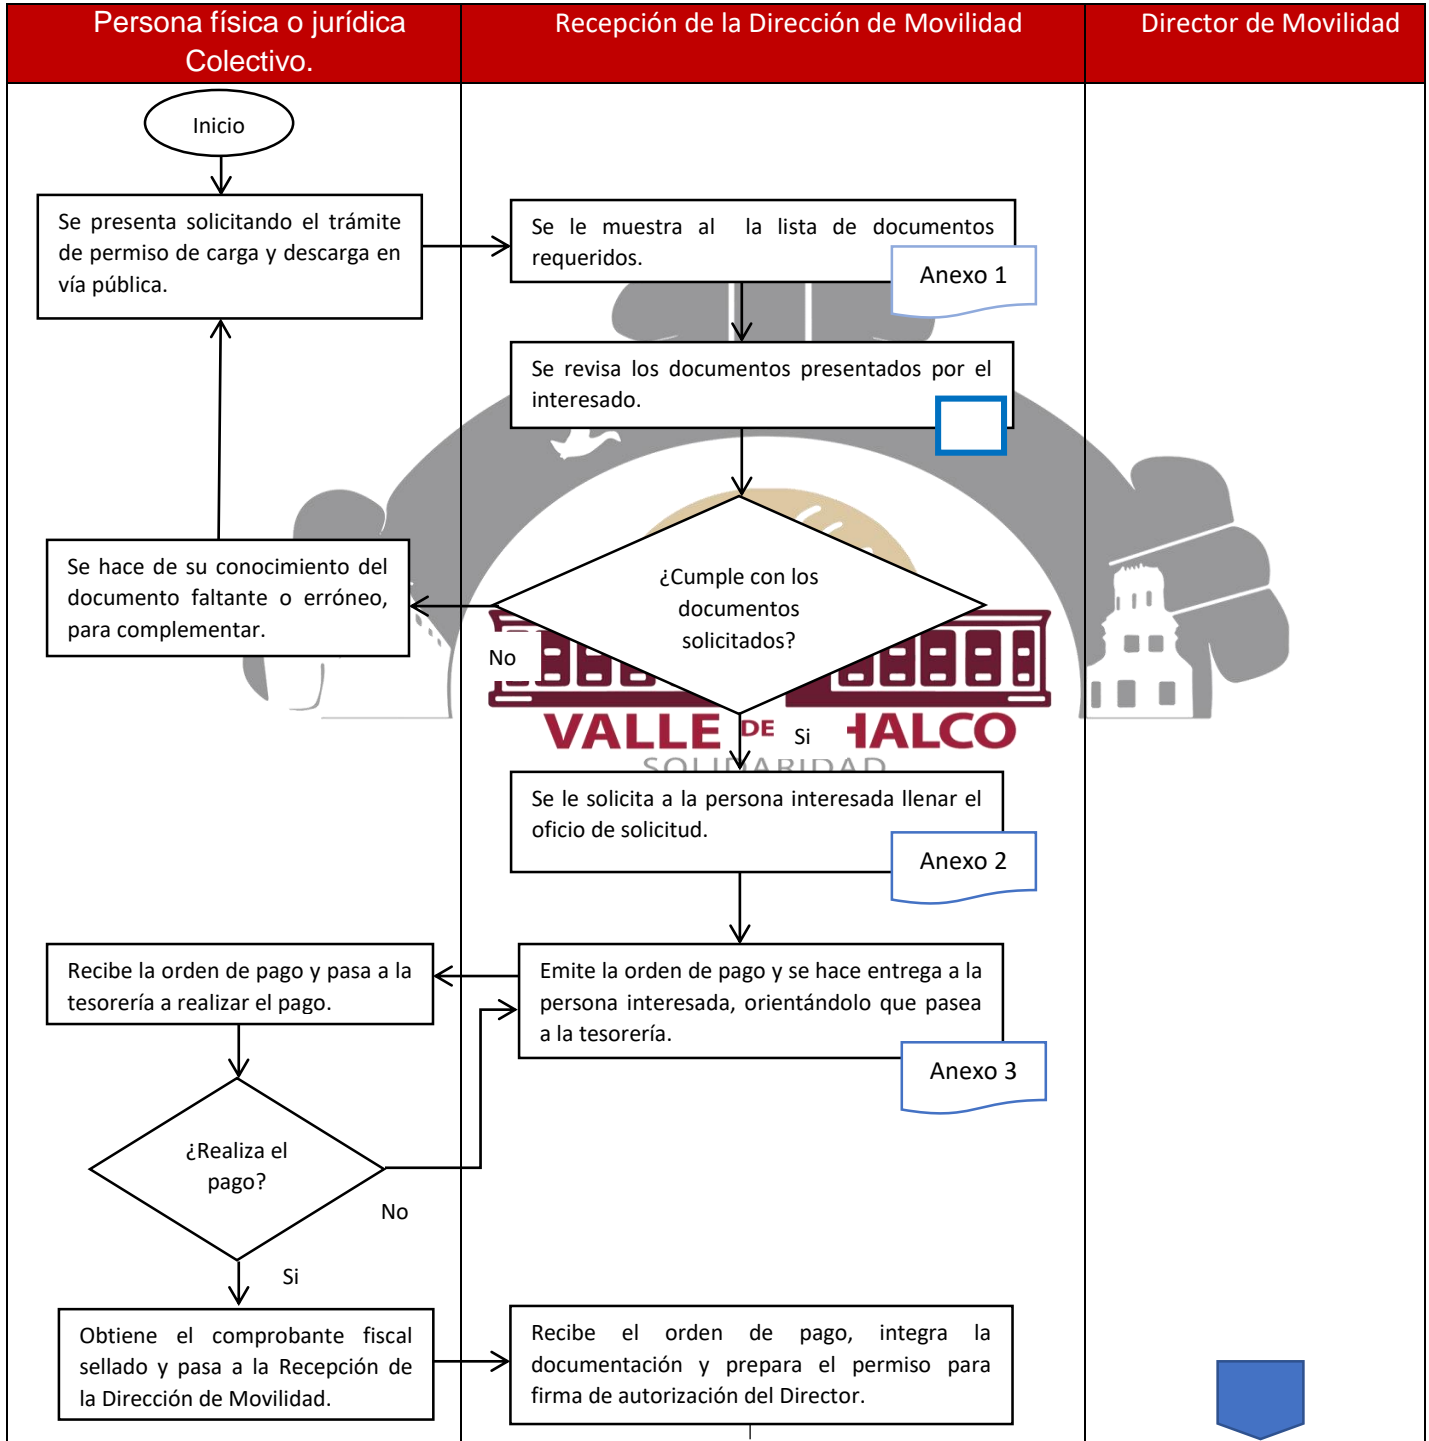 Persona física o jurídica
Colectivo.
Recepción de la Dirección de Movilidad
Director de Movilidad
Inicio
Se presenta solicitando el trámite
de permiso de carga y descarga en
vía pública.
Se le muestra al la lista de documentos
requeridos.
Anexo 1
Se revisa los documentos presentados por el
interesado.
¿Cumple con los
documentos
solicitados?
No
Se hace de su conocimiento del
documento faltante o erróneo,
para complementar.
Si
VALLE DE HALCO
SOLIDARIDAD
Se le solicita a la persona interesada llenar el
oficio de solicitud.
Anexo 2
Emite la orden de pago y se hace entrega a la
persona interesada, orientándolo que pasea
a la tesorería.
Anexo 3
Recibe la orden de pago y pasa a la
tesorería a realizar el pago.
¿Realiza el
pago?
No
Si
Obtiene el comprobante fiscal
sellado y pasa a la Recepción de
la Dirección de Movilidad.
Recibe el orden de pago, integra la
documentación y prepara el permiso para
firma de autorización del Director.